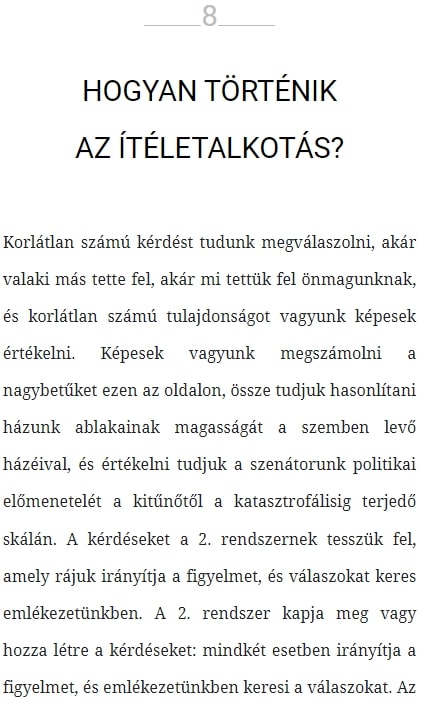 8
HOGYAN TÖRTÉNIK
AZ ÍTÉLETALKOTÁS?
Korlátlan számú kérdést tudunk megválaszolni, akár
valaki más tette fel, akár mi tettük fel önmagunknak,
és korlátlan számú tulajdonságot vagyunk képesek
értékelni. Képesek vagyunk megszámolni a
nagybetűket ezen az oldalon, össze tudjuk hasonlítani
házunk ablakainak magasságát a szemben levő
házéival, és értékelni tudjuk a szenátorunk politikai
előmenetelét a kitűnőtől a katasztrofálisig terjedő
skálán. A kérdéseket a 2. rendszernek tesszük fel,
amely rájuk irányítja a figyelmet, és válaszokat keres
emlékezetünkben. A 2. rendszer kapja meg vagy
hozza létre a kérdéseket: mindkét esetben irányítja a
figyelmet, és emlékezetünkben keresi a válaszokat. Az